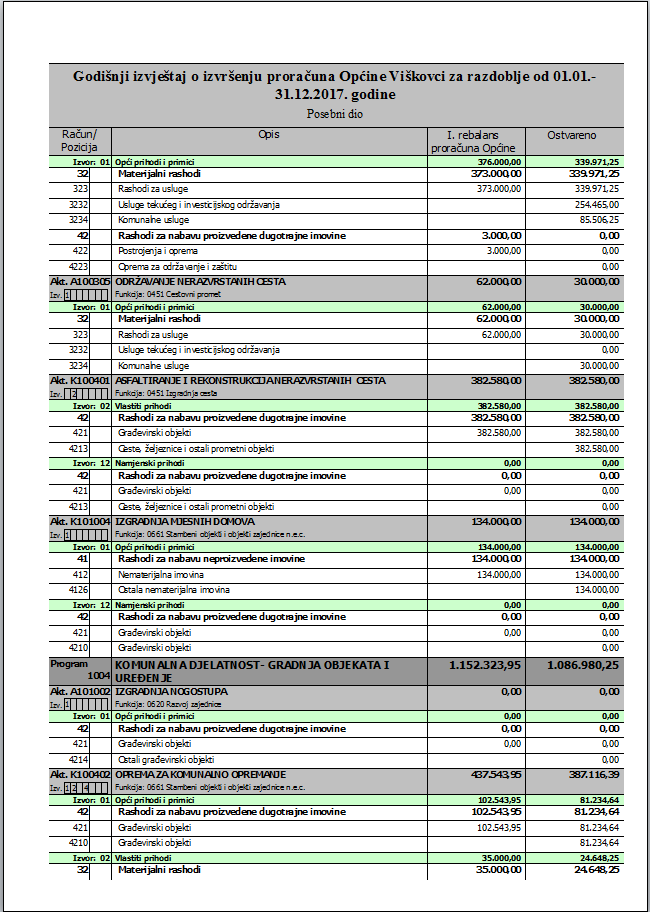 Godišnji izvještaj o izvršenju proračuna Općine Viškovci za razdoblje od 01.01.-
31.12.2017. godine
Posebni dio
Račun/ Pozicija Opis I. rebalans proračuna Općine Ostvareno
Izvor: 01 Opći prihodi i primici 376.000,00 339.971,25
32 Materijalni rashodi 373.000,00 339.971,25
323 Rashodi za usluge 373.000,00 339.971,25
3232 Usluge tekućeg i investicijskog održavanja 254.465,00
3234 Komunalne usluge 85.506,25
42 Rashodi za nabavu proizvedene dugotrajne imovine 3.000,00 0,00
422 Postrojenja i oprema 3.000,00 0,00
4223 Oprema za održavanje i zaštitu 0,00
Akt. A100305 ODRŽAVANJE NERAZVRSTANIH CESTA 62.000,00 30.000,00
Izv. 1 Funkcija: 0451 Cestovni promet
Izvor: 01 Opći prihodi i primici 62.000,00 30.000,00
32 Materijalni rashodi 62.000,00 30.000,00
323 Rashodi za usluge 62.000,00 30.000,00
3232 Usluge tekućeg i investicijskog održavanja 0,00
3234 Komunalne usluge 30.000,00
Akt. K100401 ASFALTIRANJE I REKONSTRUKCIJA NERAZVRSTANIH CESTA 382.580,00 382.580,00
Izv. 2 Funkcija: 0451 Izgradnja cesta
Izvor: 02 Vlastiti prihodi 382.580,00 382.580,00
42 Rashodi za nabavu proizvedene dugotrajne imovine 382.580,00 382.580,00
421 Građevinski objekti 382.580,00 382.580,00
4213 Ceste, željeznice i ostali prometni objekti 382.580,00
Izvor: 12 Namjenski prihodi 0,00 0,00
42 Rashodi za nabavu proizvedene dugotrajne imovine 0,00 0,00
421 Građevinski objekti 0,00 0,00
4213 Ceste, željeznice i ostali prometni objekti 0,00
Akt. K101004 IZGRADNJA MJESNIH DOMOVA 134.000,00 134.000,00
Izv. 1 Funkcija: 0661 Stambeni objekti i objekti zajednice n.e.c.
Izvor: 01 Opći prihodi i primici 134.000,00 134.000,00
41 Rashodi za nabavu neproizvedene imovine 134.000,00 134.000,00
412 Nematerijalna imovina 134.000,00 134.000,00
4126 Ostala nematerijalna imovina 134.000,00
Izvor: 12 Namjenski prihodi 0,00 0,00
42 Rashodi za nabavu proizvedene dugotrajne imovine 0,00 0,00
421 Građevinski objekti 0,00 0,00
4210 Građevinski objekti 0,00
Program 1004 KOMUNALNA DJELATNOST- GRADNJA OBJEKATA I UREĐENJE 1.152.323,95 1.086.980,25
Akt. A101002 IZGRADNJA NOGOSTUPA 0,00 0,00
Izv. 1 Funkcija: 0620 Razvoj zajednice
Izvor: 01 Opći prihodi i primici 0,00 0,00
42 Rashodi za nabavu proizvedene dugotrajne imovine 0,00 0,00
421 Građevinski objekti 0,00 0,00
4214 Ostali građevinski objekti 0,00
Akt. K100402 OPREMA ZA KOMUNALNO OPREMANJE 437.543,95 387.116,39
Izv. 1 2 4 Funkcija: 0661 Stambeni objekti i objekti zajednice n.e.c.
Izvor: 01 Opći prihodi i primici 102.543,95 81.234,64
42 Rashodi za nabavu proizvedene dugotrajne imovine 102.543,95 81.234,64
421 Građevinski objekti 102.543,95 81.234,64
4210 Građevinski objekti 81.234,64
Izvor: 02 Vlastiti prihodi 35.000,00 24.648,25
32 Materijalni rashodi 35.000,00 24.648,25